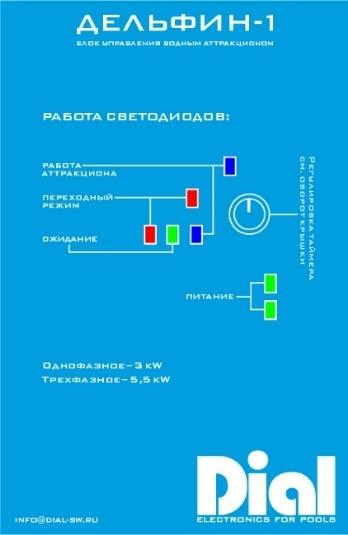 ДЕЛЬФИН-1
БЛОК УПРАВЛЕНИЯ ВОДНЫМ АТТРАКЦИОНОМ
РАБОТА СВЕТОДИОДОВ:
РАБОТА
АТТРАКЦИОНА
ПЕРЕХОДНЫЙ
РЕЖИМ
ОЖИДАНИЕ
РЕГУЛИРОВКА ТАЙМЕРА
СМ. ОБОРОТ КРЫШКИ
ПИТАНИЕ
ОДНОФАЗНОЕ-3 kW
ТРЕХФАЗНОЕ-5,5 kW
Dial
ELECTRONICS FOR POOLS
INFO@DIAL-SW.RU